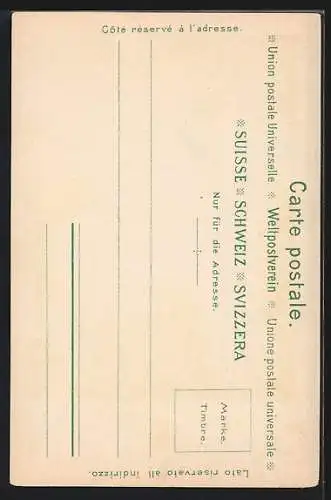 Carte postale.
※ Union postale Universelle ※ Weltpostverein ※ Unione postale universale ※
※ SUISSE ※ SCHWEIZ ※ SVIZZERA
Nur für die Adresse.
Marke.
Timbre.
Côté réservé à l'adresse.
Lato riservato all indirizzo.